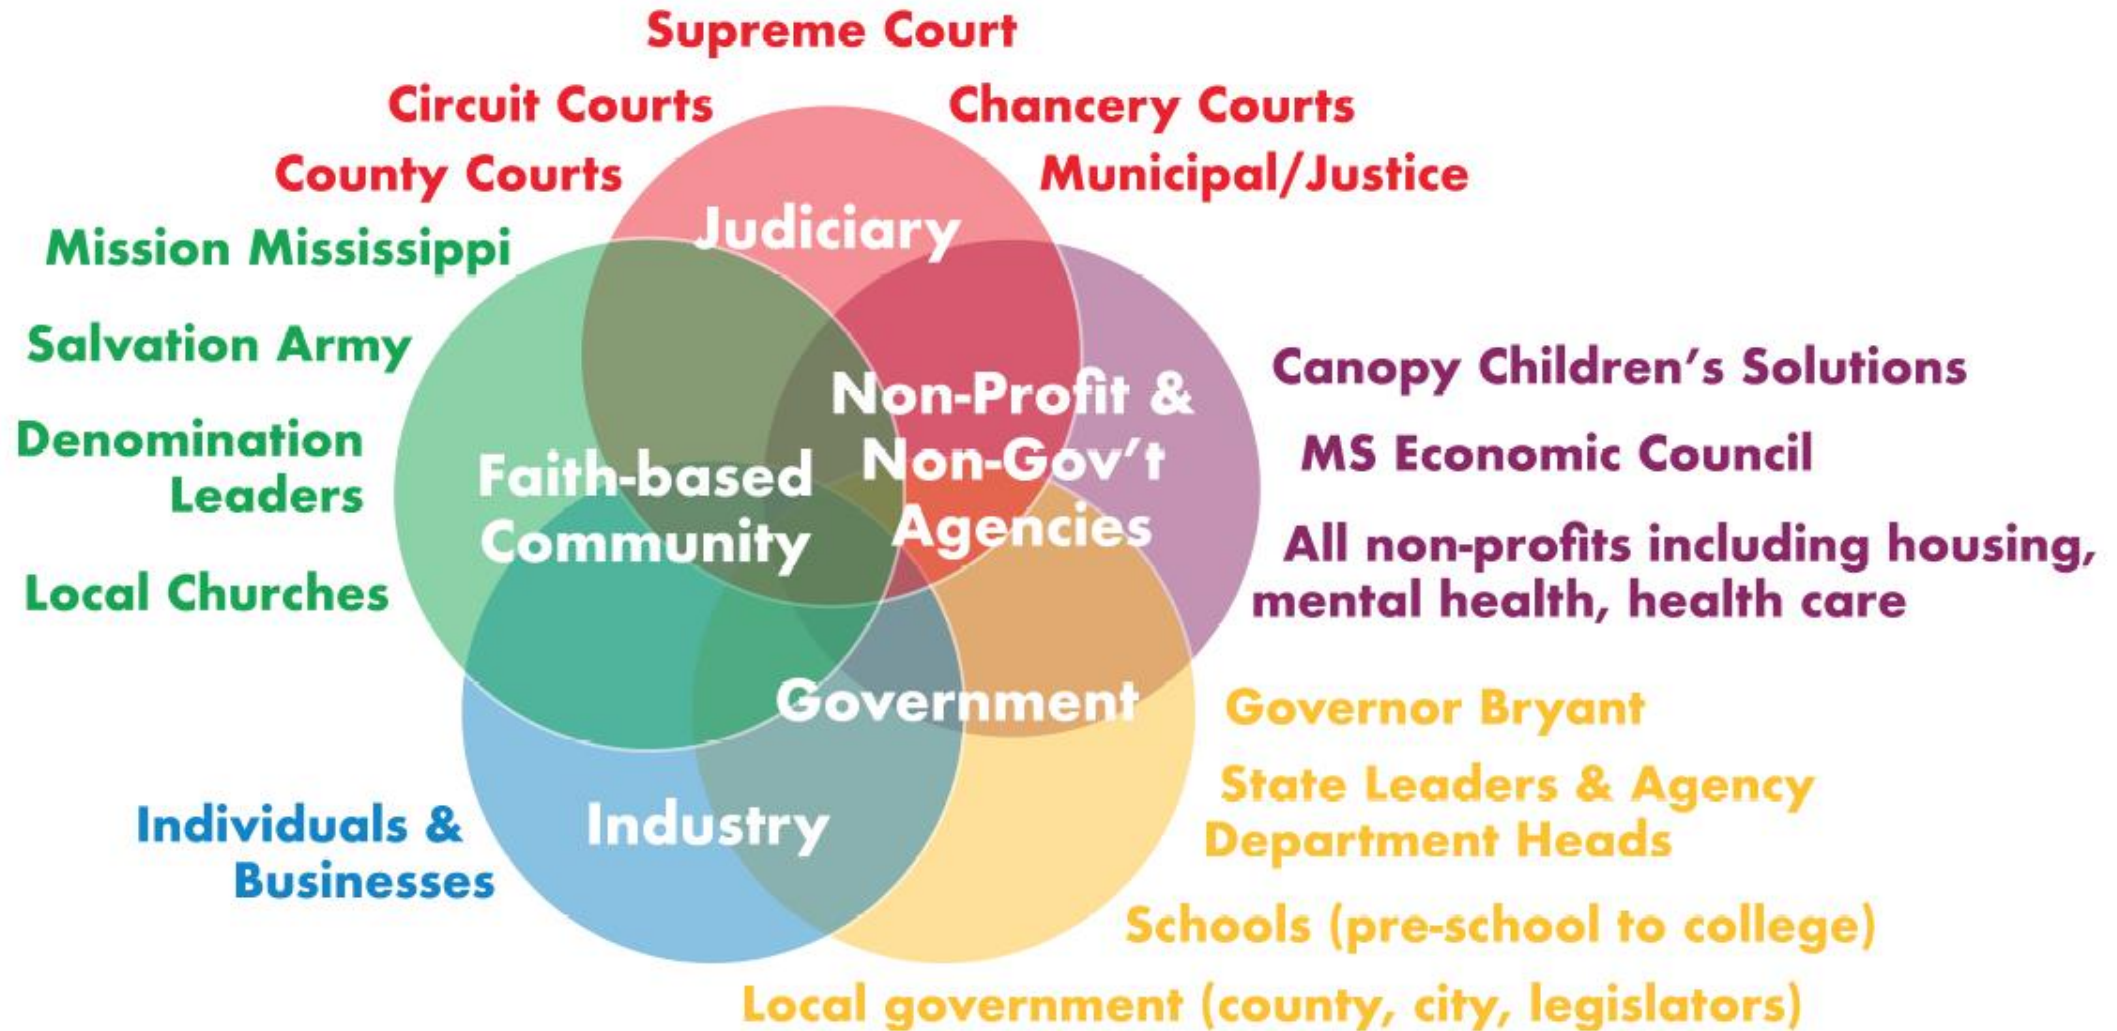 Supreme Court
Circuit Courts
Chancery Courts
County Courts
Municipal/Justice
Judiciary
Mission Mississippi
Salvation Army
Denomination
Leaders
Local Churches
Faith-based
Community
Non-Profit &
Non-Gov't
Agencies
Canopy Children's Solutions
MS Economic Council
All non-profits including housing,
mental health, health care
Government
Governor Bryant
State Leaders & Agency
Department Heads
Schools (pre-school to college)
Local government (county, city, legislators)
Industry
Individuals &
Businesses